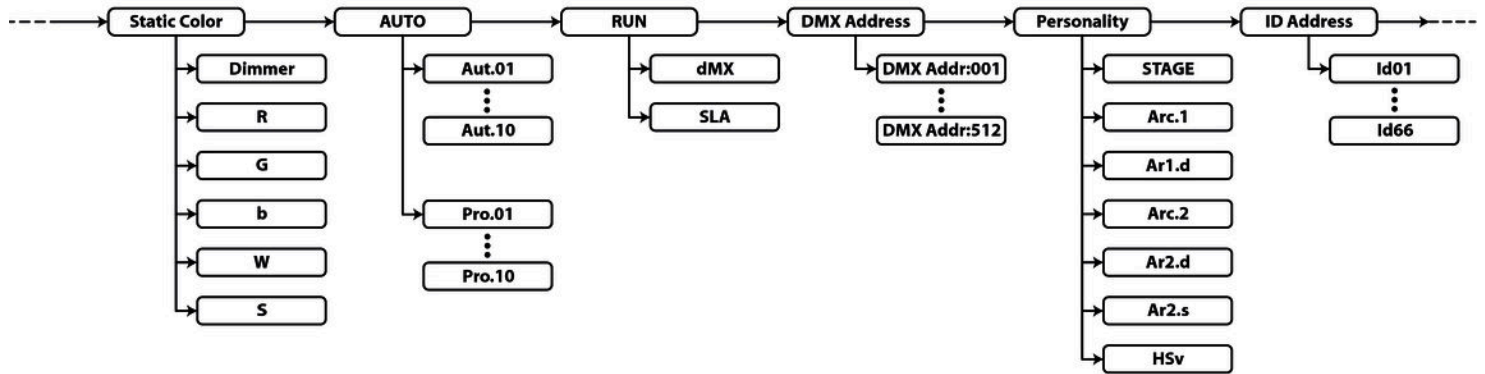 Static Color
AUTO
RUN
DMX Address
Personality
ID Address
Dimmer
R
G
b
W
S
Aut.01
Aut.10
Pro.01
Pro.10
dMX
SLA
DMX Addr:001
DMX Addr:512
STAGE
Arc.1
Ar1.d
Arc.2
Ar2.d
Ar2.s
HSv
Id01
Id66